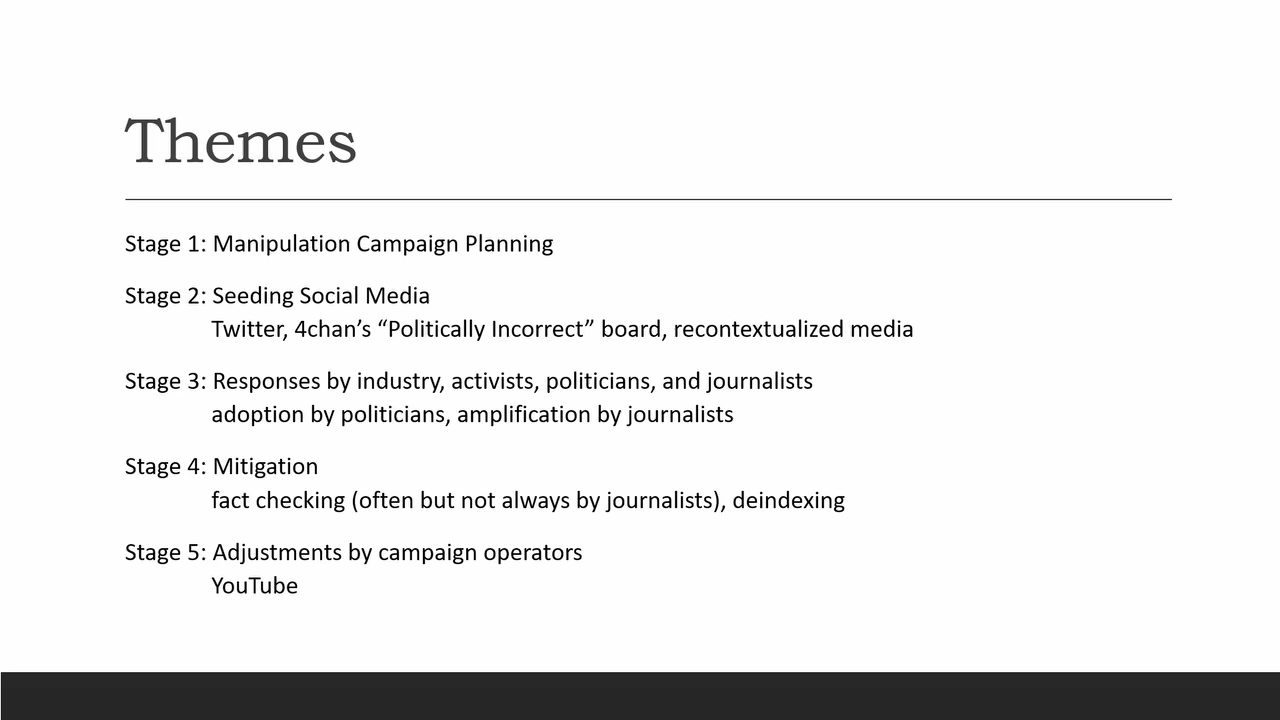 Themes
Stage 1: Manipulation Campaign Planning
Stage 2: Seeding Social Media
Twitter, 4chan’s “Politically Incorrect” board, recontextualized media
Stage 3: Responses by industry, activists, politicians, and journalists
adoption by politicians, amplification by journalists
Stage 4: Mitigation
fact checking (often but not always by journalists), deindexing
Stage 5: Adjustments by campaign operators
YouTube